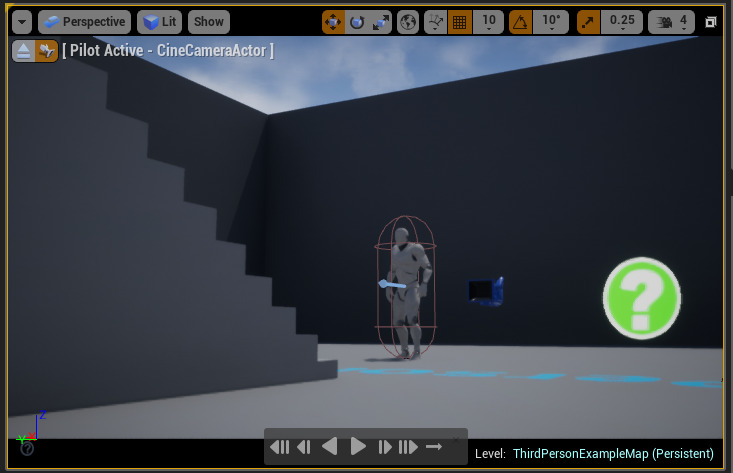 Perspective Lit Show 10 10° 0.25 4
[ Pilot Active - CineCameraActor ]
?
Z
Y X
?
Level: ThirdPersonExampleMap (Persistent)